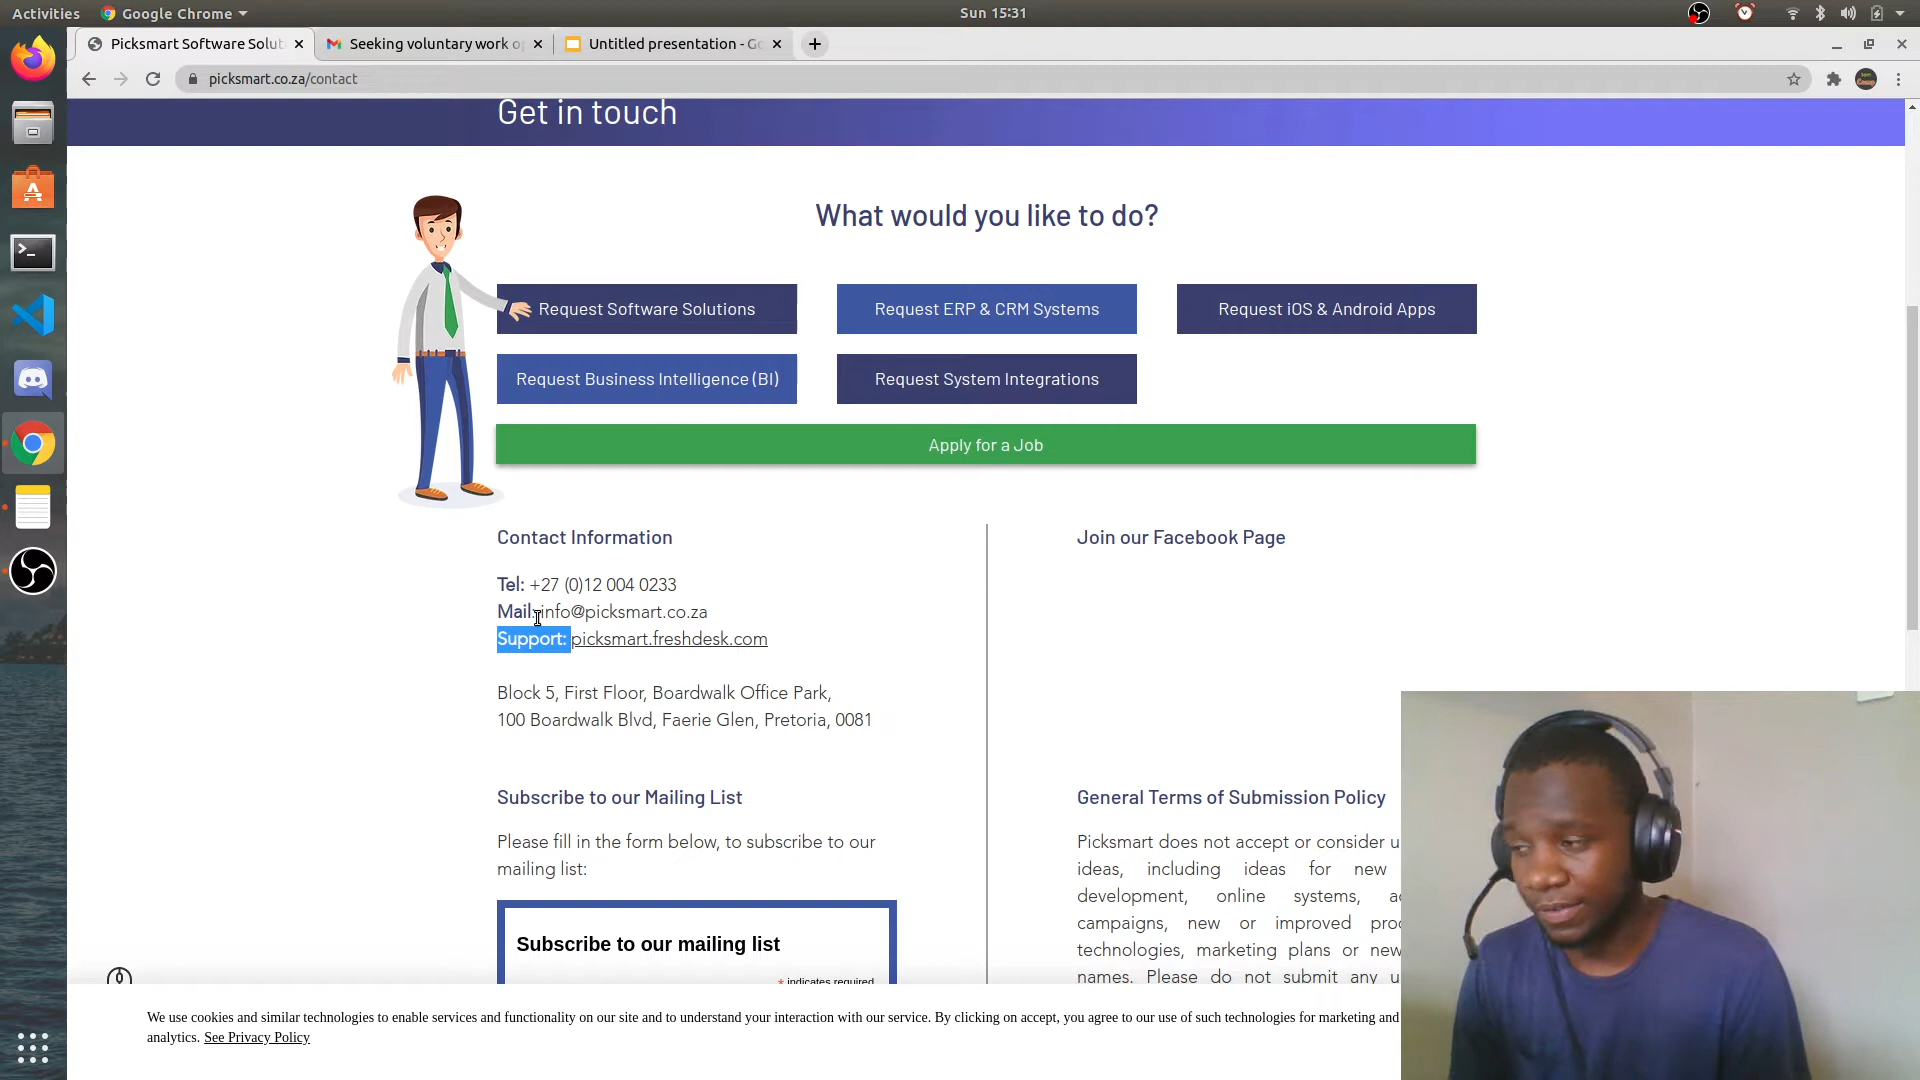 Activities
Google Chrome
Sun 15:31
Picksmart Software Solut
Seeking voluntary work o
Untitled presentation - Go
picksmart.co.za/contact
Get in touch
What would you like to do?
Request Software Solutions
Request ERP & CRM Systems
Request iOS & Android Apps
Request Business Intelligence (BI)
Request System Integrations
Apply for a Job
Contact Information
Join our Facebook Page
Tel: +27 (0)12 004 0233
Mail: info@picksmart.co.za
Support: picksmart.freshdesk.com
Block 5, First Floor, Boardwalk Office Park,
100 Boardwalk Blvd, Faerie Glen, Pretoria, 0081
Subscribe to our Mailing List
Please fill in the form below, to subscribe to our
mailing list:
Subscribe to our mailing list
* indicates required
General Terms of Submission Policy
Picksmart does not accept or consider u
ideas, including ideas for new
development, online systems, a
campaigns, new or improved pro
technologies, marketing plans or new
names. Please do not submit any u
We use cookies and similar technologies to enable services and functionality on our site and to understand your interaction with our service. By clicking on accept, you agree to our use of such technologies for marketing and
analytics. See Privacy Policy